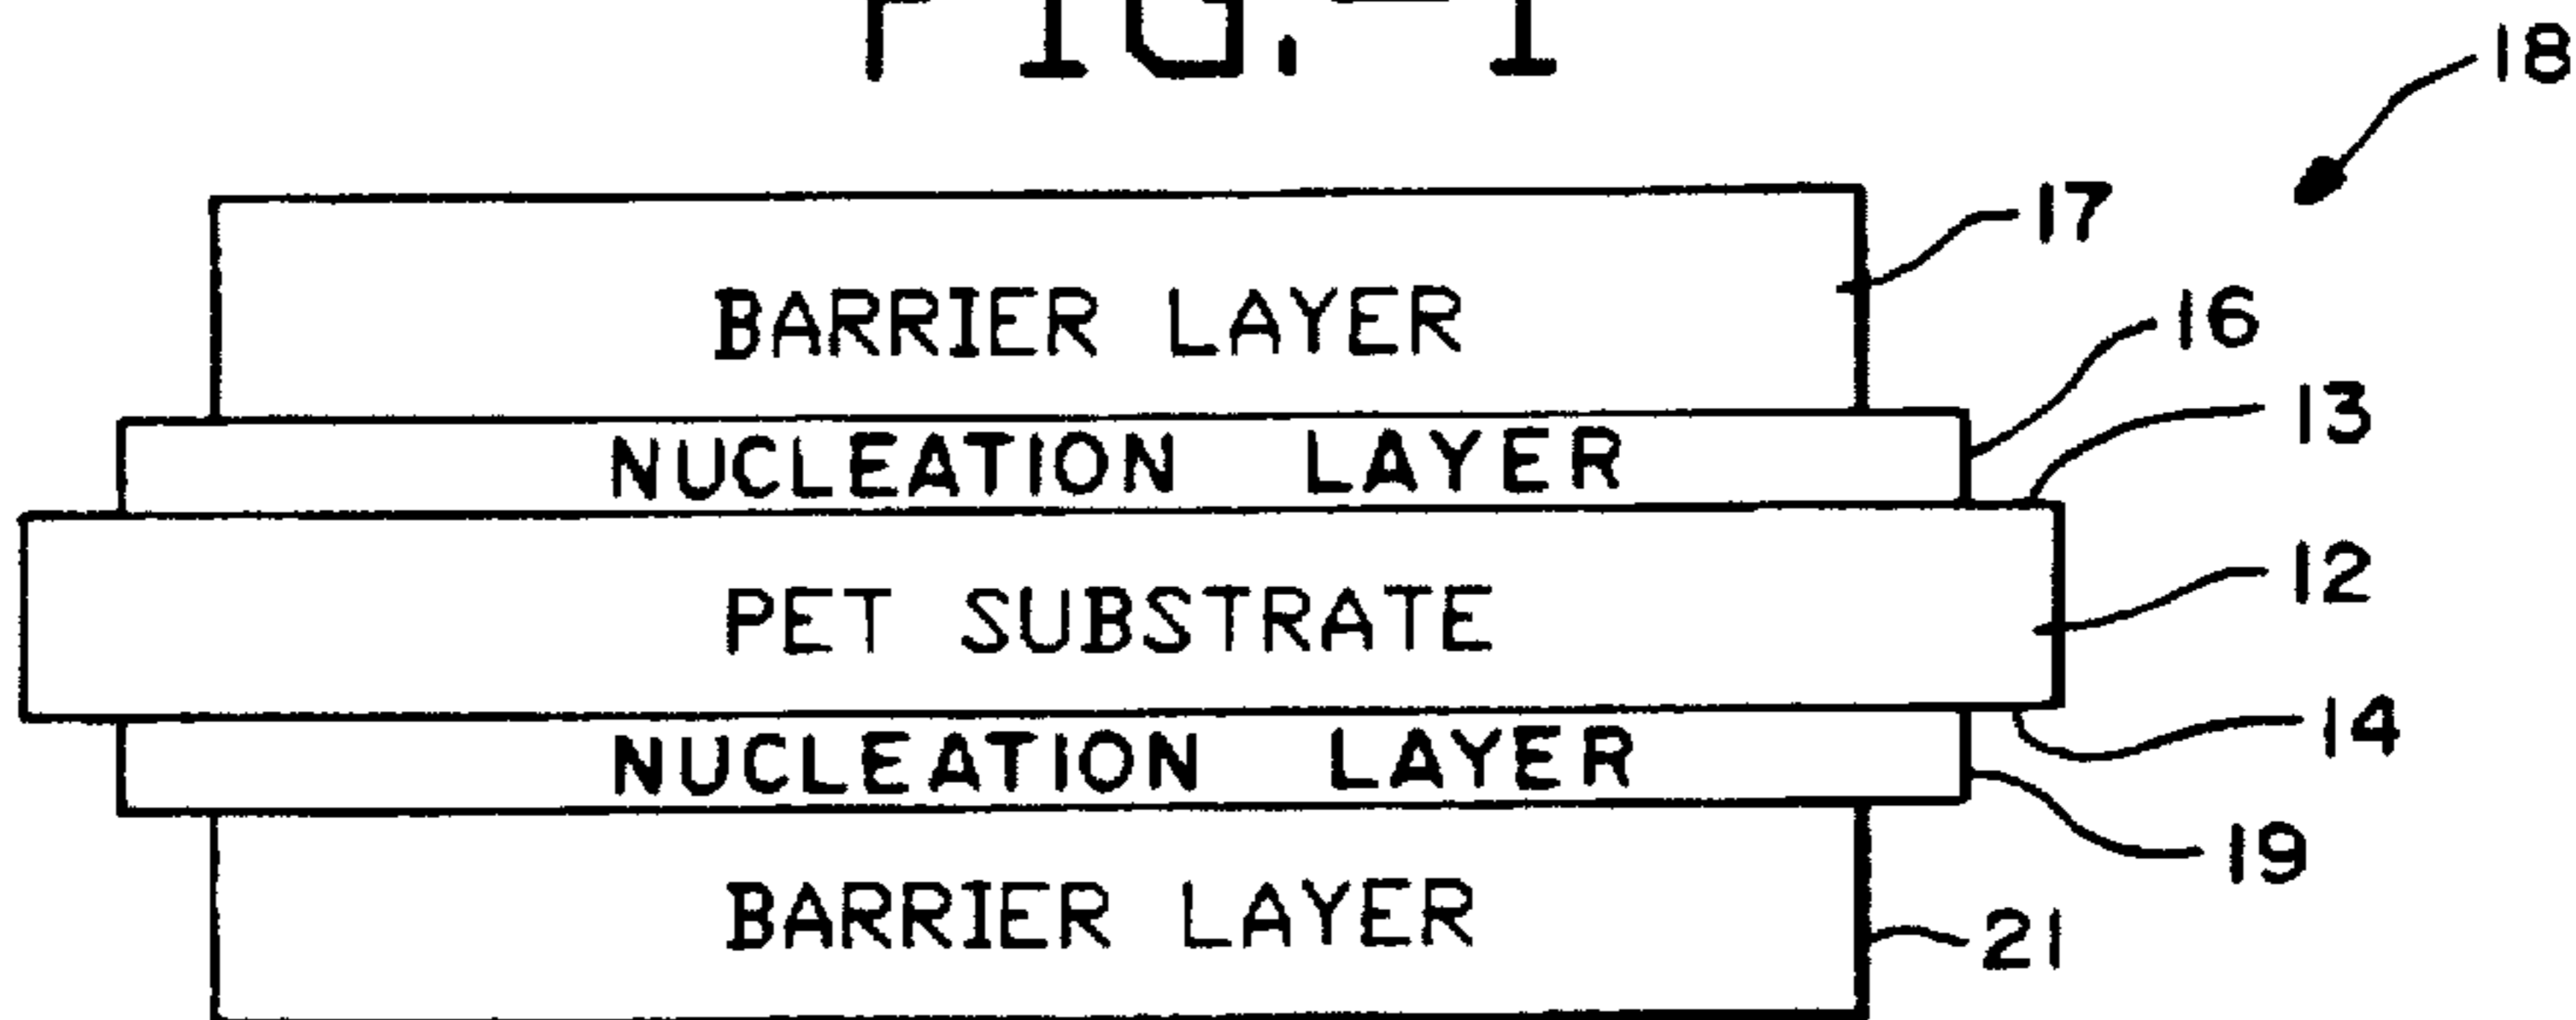 FIG.-1
18
17
BARRIER LAYER
16
13
NUCLEATION LAYER
12
PET SUBSTRATE
14
NUCLEATION LAYER
19
BARRIER LAYER
21